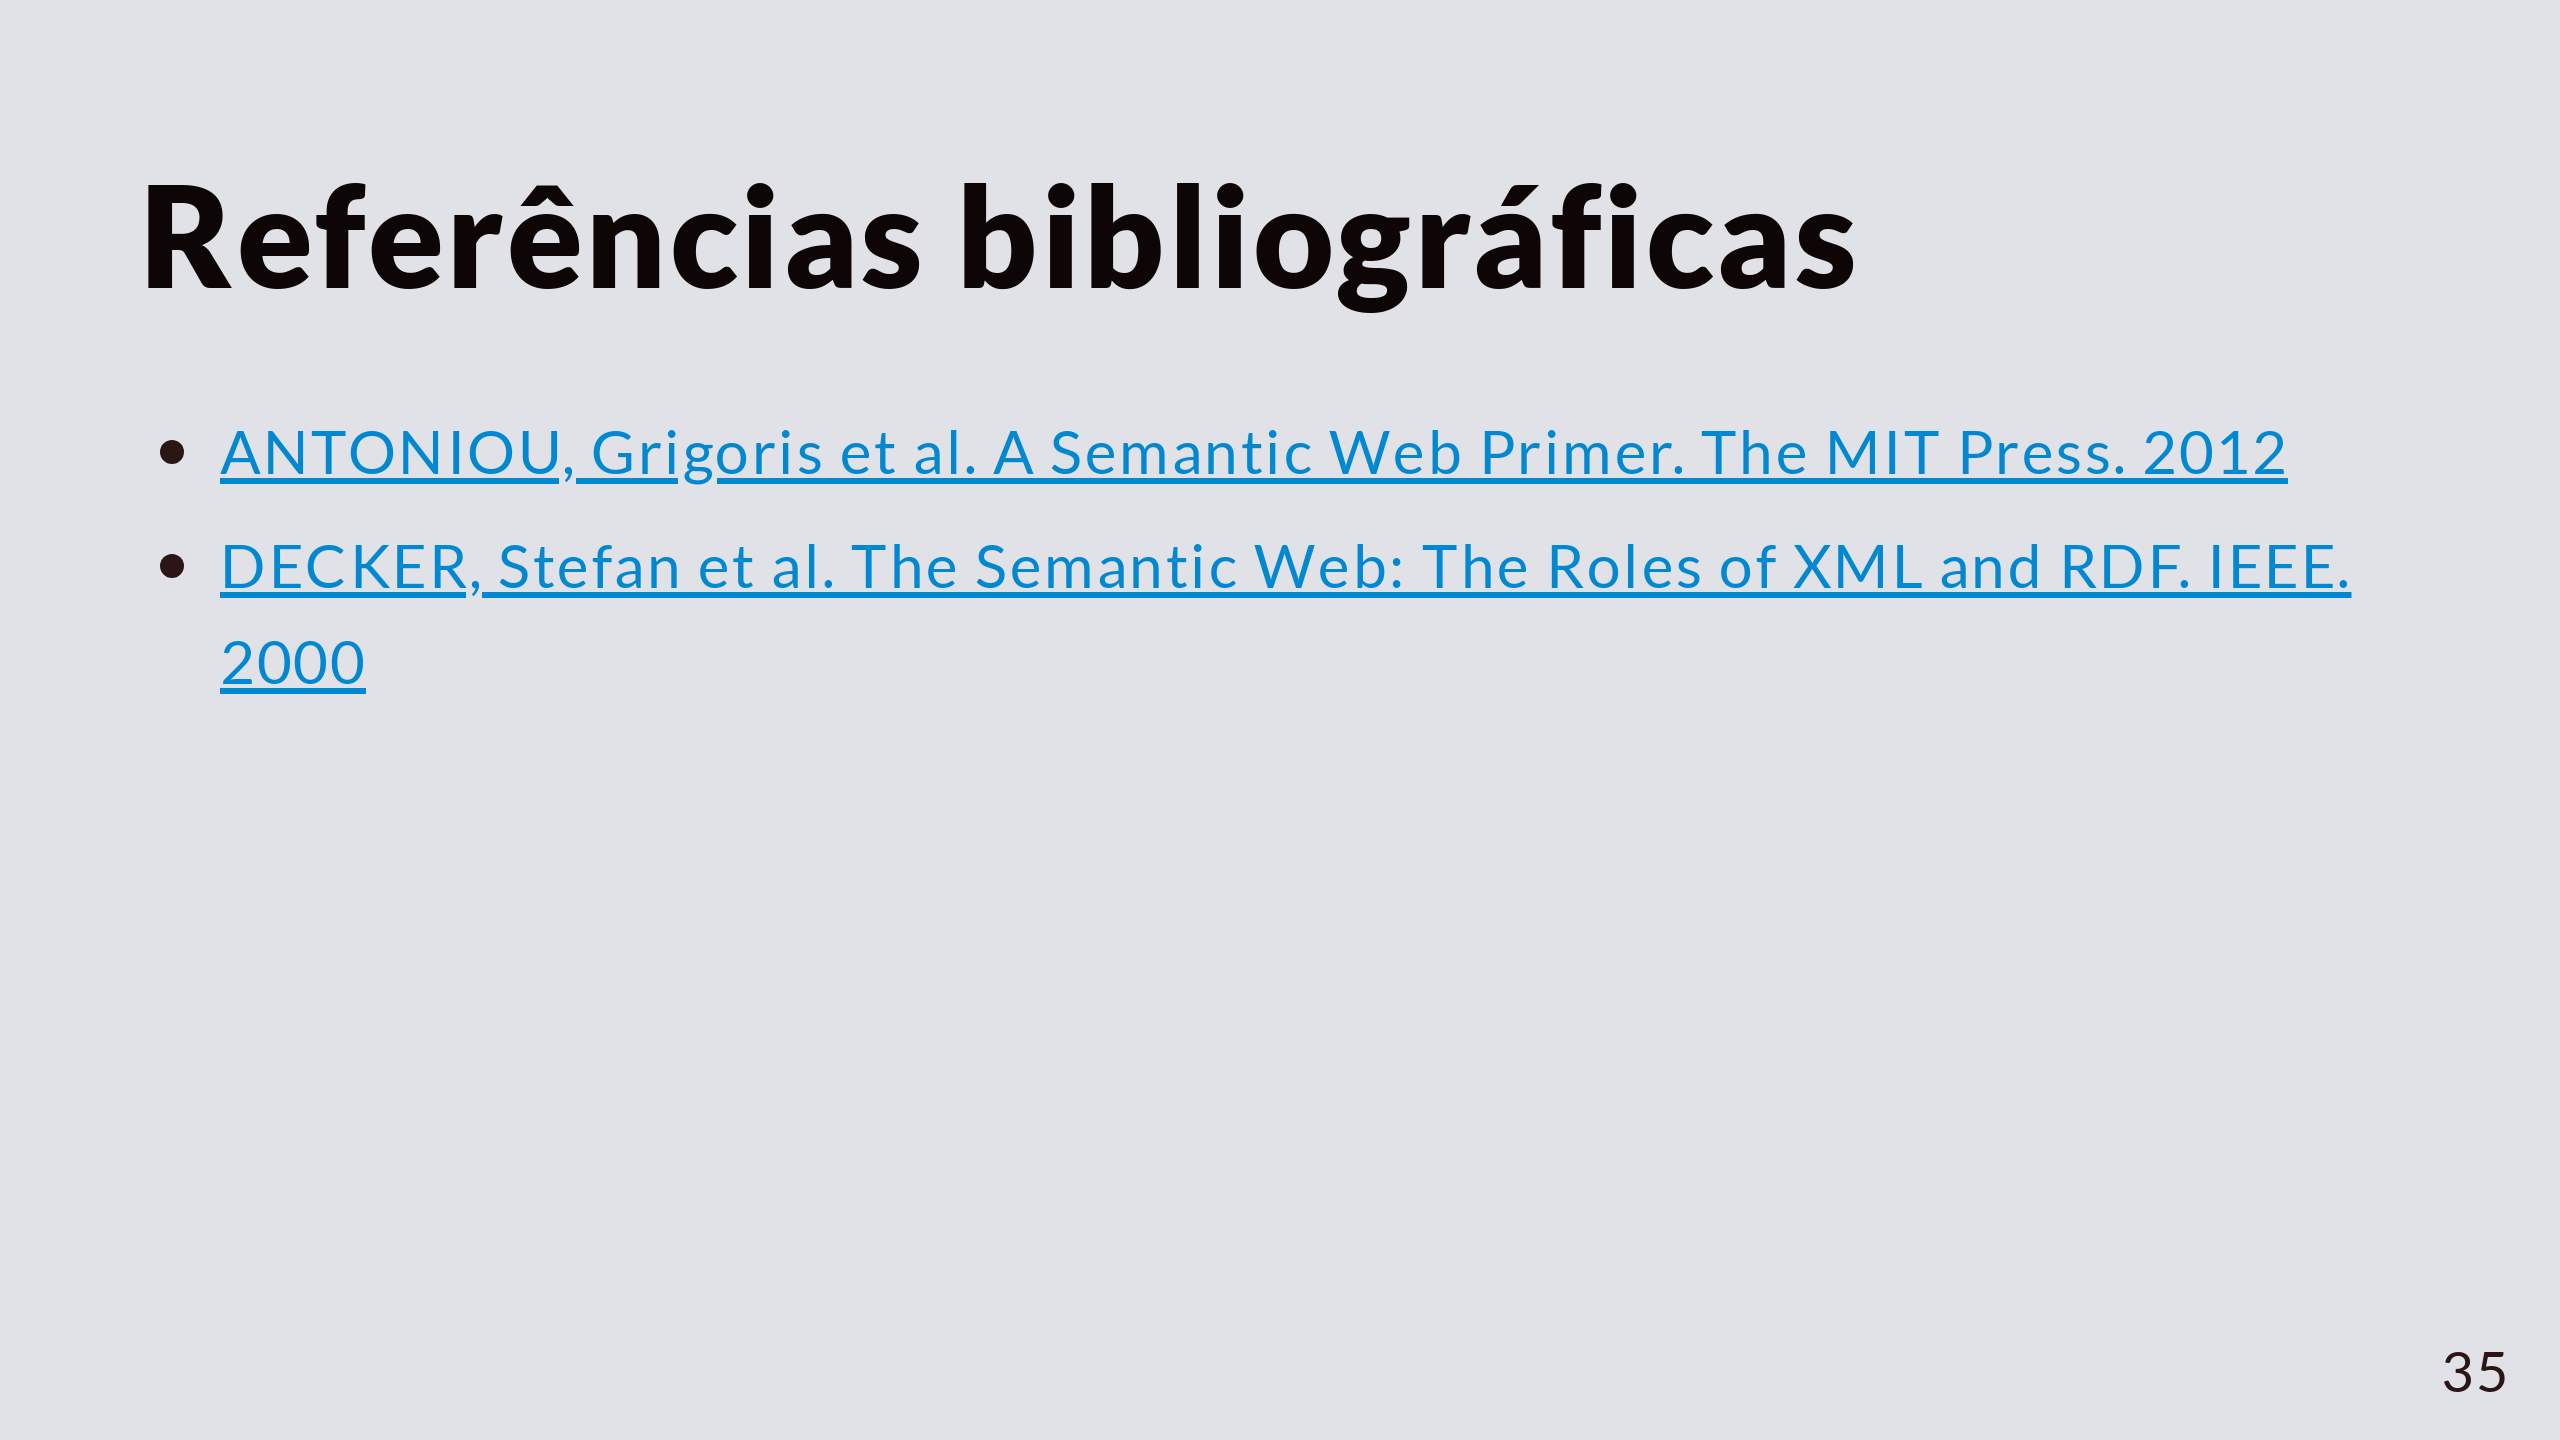 Referências bibliográficas
ANTONIOU, Grigoris et al. A Semantic Web Primer. The MIT Press. 2012
DECKER, Stefan et al. The Semantic Web: The Roles of XML and RDF. IEEE.
2000
35